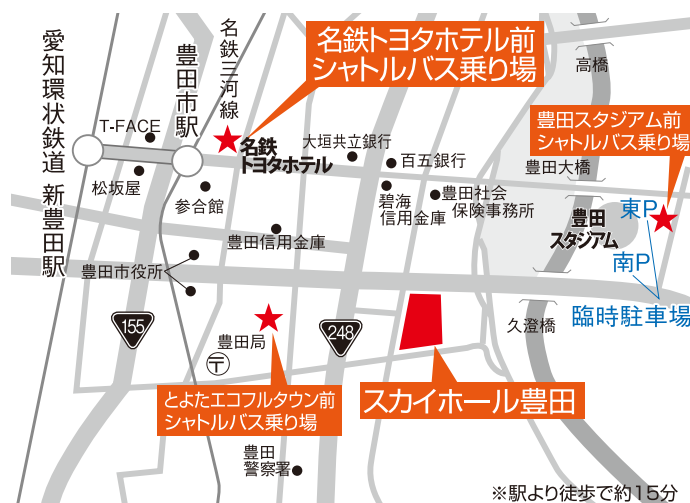 名鉄トヨタホテル前
シャトルバス乗り場
高橋
愛知環状鉄道 新豊田駅
豊田市駅
名鉄三河線
T-FACE
松坂屋
参合館
名鉄
トヨタホテル
大垣共立銀行
百五銀行
碧海
信用金庫
豊田社会
保険事務所
豊田大橋
豊田スタジアム前
シャトルバス乗り場
豊田
スタジアム
東P
南P
臨時駐車場
豊田信用金庫
豊田市役所
155
248
豊田局
〒
久澄橋
とよたエコフルタウン前
シャトルバス乗り場
スカイホール豊田
豊田
警察署
※駅より徒歩で約15分